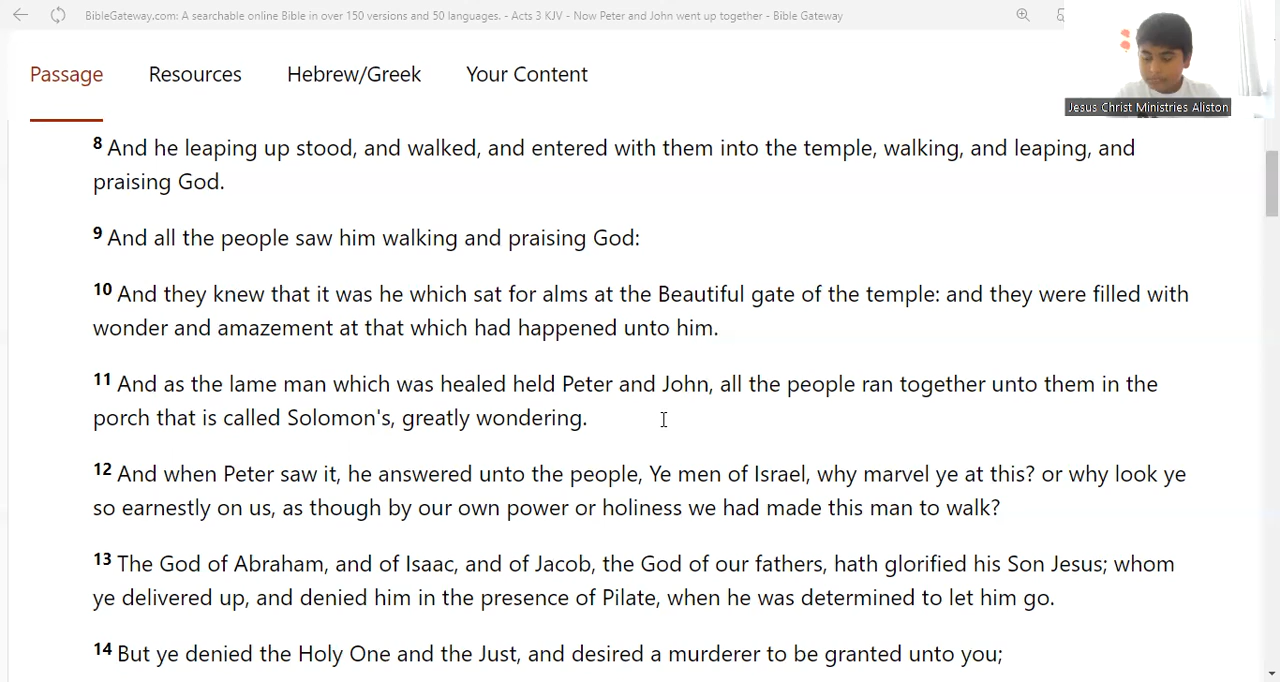 BibleGateway.com: A searchable online Bible in over 150 versions and 50 languages. - Acts 3 KJV - Now Peter and John went up together - Bible Gateway
Passage Resources Hebrew/Greek Your Content
Jesus Christ Ministries Aliston
8 And he leaping up stood, and walked, and entered with them into the temple, walking, and leaping, and
praising God.
9 And all the people saw him walking and praising God:
10 And they knew that it was he which sat for alms at the Beautiful gate of the temple: and they were filled with
wonder and amazement at that which had happened unto him.
11 And as the lame man which was healed held Peter and John, all the people ran together unto them in the
porch that is called Solomon's, greatly wondering.
12 And when Peter saw it, he answered unto the people, Ye men of Israel, why marvel ye at this? or why look ye
so earnestly on us, as though by our own power or holiness we had made this man to walk?
13 The God of Abraham, and of Isaac, and of Jacob, the God of our fathers, hath glorified his Son Jesus; whom
ye delivered up, and denied him in the presence of Pilate, when he was determined to let him go.
14 But ye denied the Holy One and the Just, and desired a murderer to be granted unto you;